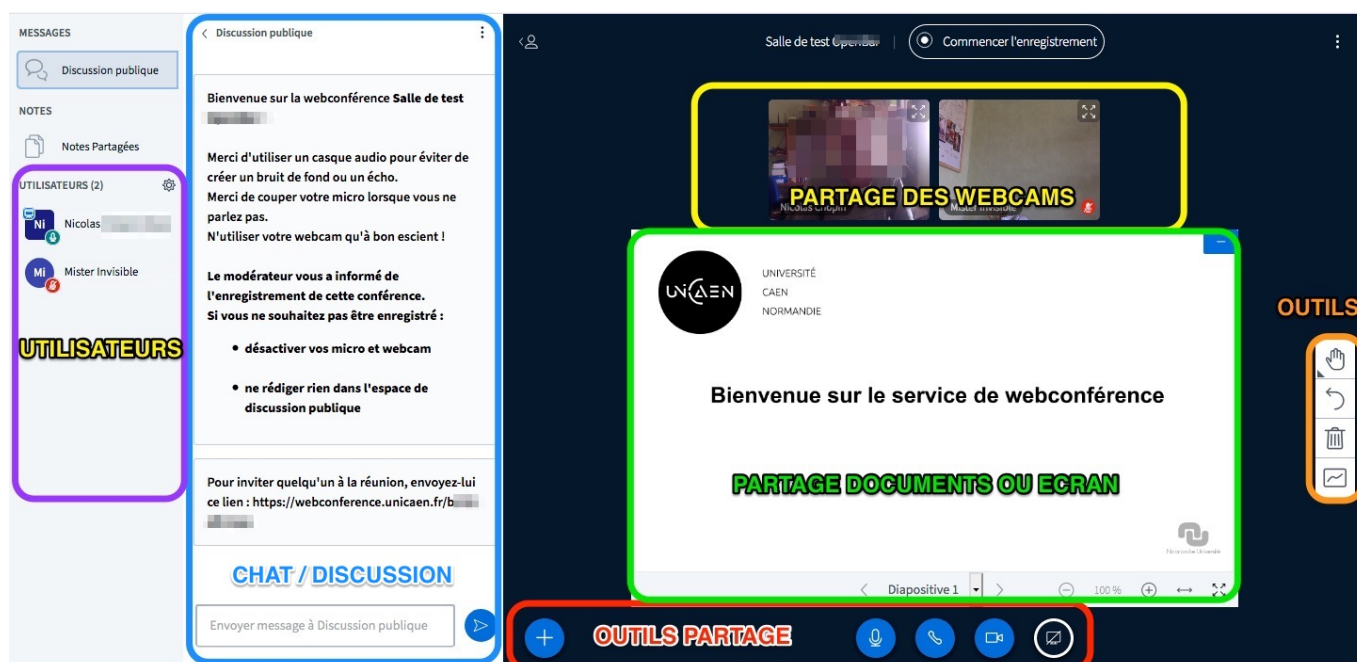 MESSAGES
Discussion publique
NOTES
Notes Partagées
UTILISATEURS (2)
Ni
Nicolas
Mi
Mister Invisible
UTILISATEURS
Discussion publique
Bienvenue sur la webconférence Salle de test
Merci d'utiliser un casque audio pour éviter de
créer un bruit de fond ou un écho.
Merci de couper votre micro lorsque vous ne
parlez pas.
N'utiliser votre webcam qu'à bon escient !
Le modérateur vous a informé de
l'enregistrement de cette conférence.
Si vous ne souhaitez pas être enregistré :
• désactiver vos micro et webcam
• ne rédiger rien dans l'espace de
discussion publique
Pour inviter quelqu'un à la réunion, envoyez-lui
ce lien : https://webconference.unicaen.fr/b
CHAT / DISCUSSION
Envoyer message à Discussion publique
Salle de test
Commencer l'enregistrement
PARTAGE DES WEBCAMS
Nicolas
Mister Invisible
UNICAEN
UNIVERSITÉ
CAEN
NORMANDIE
Bienvenue sur le service de webconférence
PARTAGE DOCUMENTS OU ECRAN
Normandie Université
Diapositive 1
100 %
OUTILS
OUTILS PARTAGE